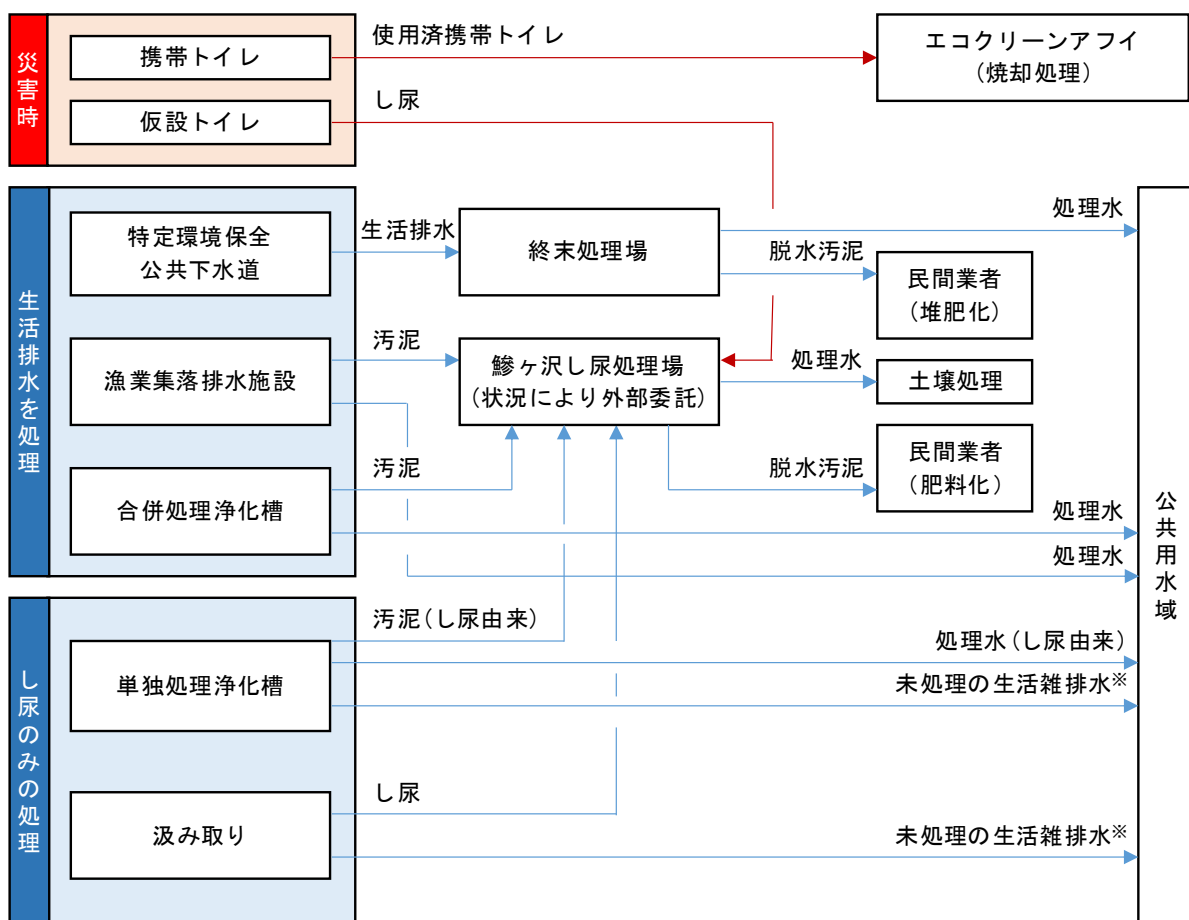 災害時
携帯トイレ
使用済携帯トイレ
エコクリーンアフイ
(焼却処理)
仮設トイレ
し尿
生活排水を処理
特定環境保全
公共下水道
生活排水
終末処理場
処理水
脱水汚泥
民間業者
(堆肥化)
漁業集落排水施設
汚泥
鰺ヶ沢し尿処理場
(状況により外部委託)
処理水
土壌処理
合併処理浄化槽
汚泥
脱水汚泥
民間業者
(肥料化)
処理水
処理水
公共用水域
し尿のみの処理
単独処理浄化槽
汚泥(し尿由来)
処理水(し尿由来)
未処理の生活雑排水※
汲み取り
し尿
未処理の生活雑排水※